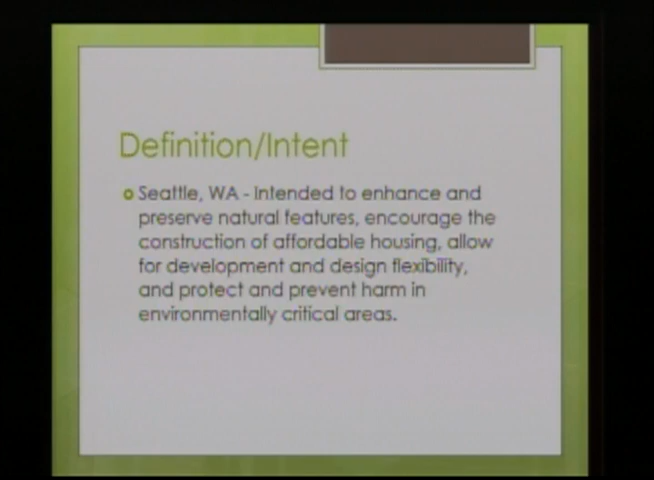 Definition/Intent
Seattle, WA - Intended to enhance and
preserve natural features, encourage the
construction of affordable housing, allow
for development and design flexibility,
and protect and prevent harm in
environmentally critical areas.